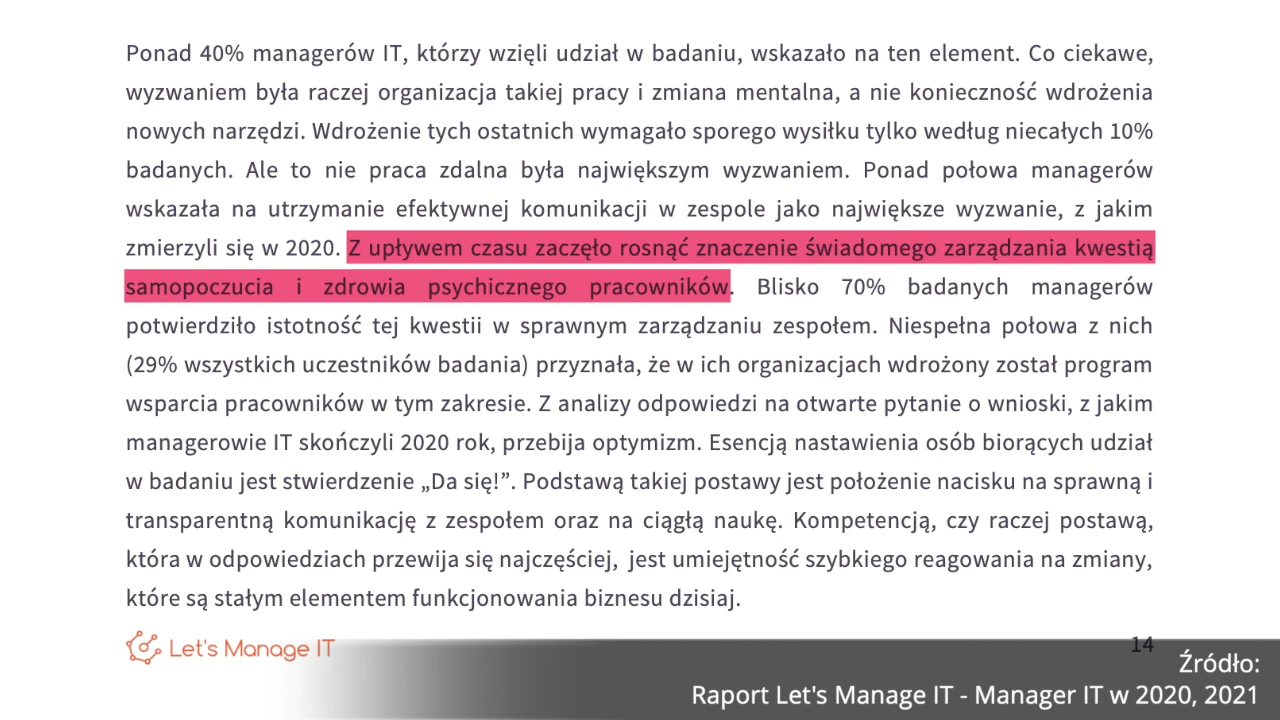 Ponad 40% managerów IT, którzy wzięli udział w badaniu, wskazało na ten element. Co ciekawe,
wyzwaniem była raczej organizacja takiej pracy i zmiana mentalna, a nie konieczność wdrożenia
nowych narzędzi. Wdrożenie tych ostatnich wymagało sporego wysiłku tylko według niecałych 10%
badanych. Ale to nie praca zdalna była największym wyzwaniem. Ponad połowa managerów
wskazała na utrzymanie efektywnej komunikacji w zespole jako największe wyzwanie, z jakim
zmierzyli się w 2020. Z upływem czasu zaczęło rosnąć znaczenie świadomego zarządzania kwestią
samopoczucia i zdrowia psychicznego pracowników. Blisko 70% badanych managerów
potwierdziło istotność tej kwestii w sprawnym zarządzaniu zespołem. Niespełna połowa z nich
(29% wszystkich uczestników badania) przyznała, że w ich organizacjach wdrożony został program
wsparcia pracowników w tym zakresie. Z analizy odpowiedzi na otwarte pytanie o wnioski, z jakim
managerowie IT skończyli 2020 rok, przebija optymizm. Esencją nastawienia osób biorących udział
w badaniu jest stwierdzenie „Da się!”. Podstawą takiej postawy jest położenie nacisku na sprawną i
transparentną komunikację z zespołem oraz na ciągłą naukę. Kompetencją, czy raczej postawą,
która w odpowiedziach przewija się najczęściej, jest umiejętność szybkiego reagowania na zmiany,
które są stałym elementem funkcjonowania biznesu dzisiaj.
Let's Manage IT
14
Źródło:
Raport Let's Manage IT - Manager IT w 2020, 2021